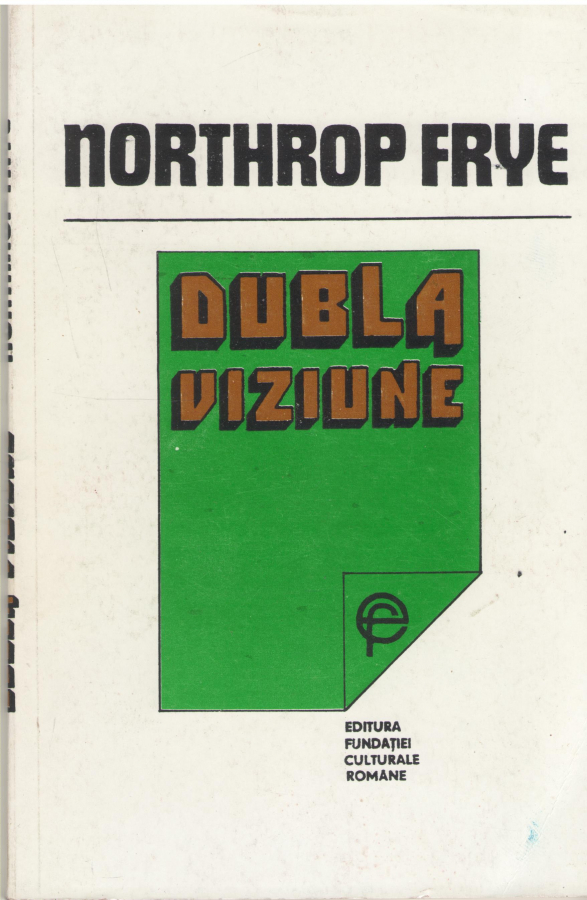 NORTHROP FRYE
DUBLA
VIZIUNE
EDITURA
FUNDAȚIEI
CULTURALE
ROMÂNE